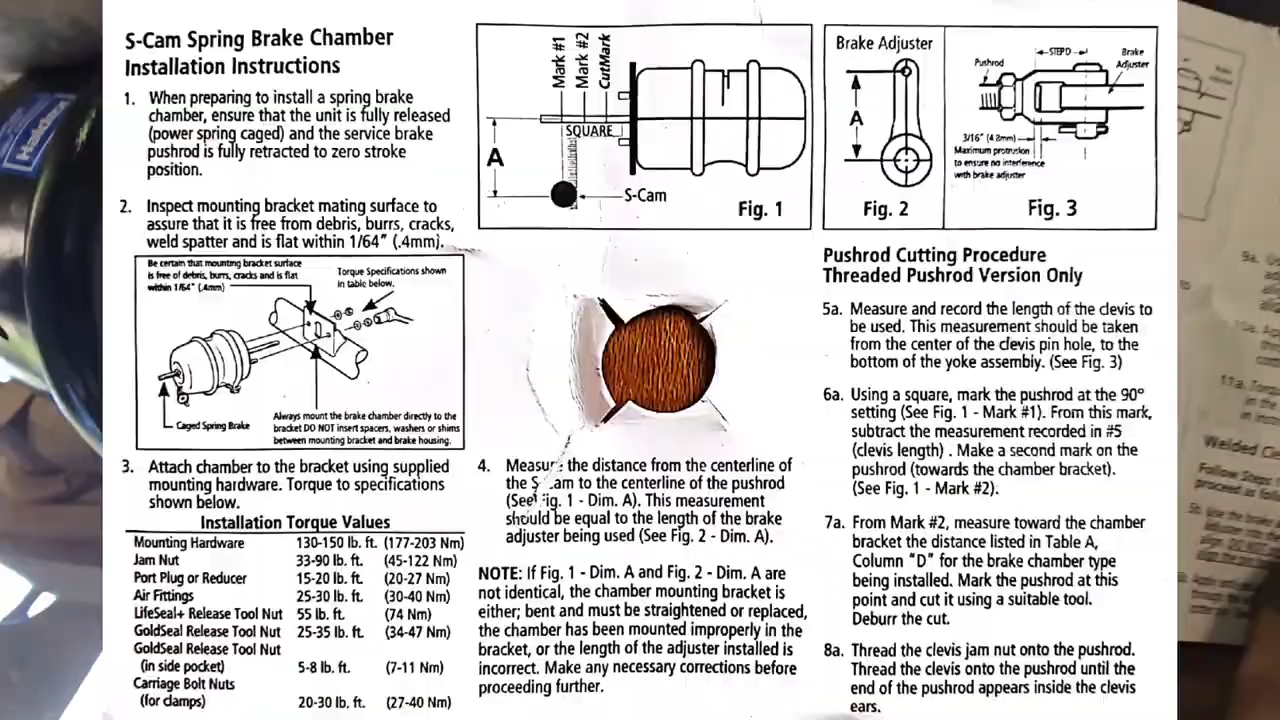 S-Cam Spring Brake Chamber
Installation Instructions
1. When preparing to install a spring brake
chamber, ensure that the unit is fully released
(power spring caged) and the service brake
pushrod is fully retracted to zero stroke
position.
2. Inspect mounting bracket mating surface to
assure that it is free from debris, burrs, cracks,
weld spatter and is flat within 1/64" (.4mm).
Be certain that mounting bracket surface
is free of debris, burrs, cracks and is flat
within 1/64" (.4mm)
Torque Specifications shown
in table below.
Caged Spring Brake
Always mount the brake chamber directly to the
bracket DO NOT insert spacers, washers or shims
between mounting bracket and brake housing.
3. Attach chamber to the bracket using supplied
mounting hardware. Torque to specifications
shown below.
Installation Torque Values
Mounting Hardware 130-150 lb. ft. (177-203 Nm)
Jam Nut 33-90 lb. ft. (45-122 Nm)
Port Plug or Reducer 15-20 lb. ft. (20-27 Nm)
Air Fittings 25-30 lb. ft. (30-40 Nm)
LifeSeal+ Release Tool Nut 55 lb. ft. (74 Nm)
GoldSeal Release Tool Nut 25-35 lb. ft. (34-47 Nm)
GoldSeal Release Tool Nut
(in side pocket) 5-8 lb. ft. (7-11 Nm)
Carriage Bolt Nuts
(for clamps) 20-30 lb. ft. (27-40 Nm)
Mark #1
Mark #2
CutMark
SQUARE
A
S-Cam
Fig. 1
4. Measure the distance from the centerline of
the S-Cam to the centerline of the pushrod
(See Fig. 1 - Dim. A). This measurement
should be equal to the length of the brake
adjuster being used (See Fig. 2 - Dim. A).
NOTE: If Fig. 1 - Dim. A and Fig. 2 - Dim. A are
not identical, the chamber mounting bracket is
either; bent and must be straightened or replaced,
the chamber has been mounted improperly in the
bracket, or the length of the adjuster installed is
incorrect. Make any necessary corrections before
proceeding further.
Brake Adjuster
A
Fig. 2
STEP D
Pushrod
Brake
Adjuster
3/16" (4.8mm)
Maximum protrusion
to ensure no interference
with brake adjuster
Fig. 3
Pushrod Cutting Procedure
Threaded Pushrod Version Only
5a. Measure and record the length of the clevis to
be used. This measurement should be taken
from the center of the clevis pin hole, to the
bottom of the yoke assembly. (See Fig. 3)
6a. Using a square, mark the pushrod at the 90°
setting (See Fig. 1 - Mark #1). From this mark,
subtract the measurement recorded in #5
(clevis length) . Make a second mark on the
pushrod (towards the chamber bracket).
(See Fig. 1 - Mark #2).
7a. From Mark #2, measure toward the chamber
bracket the distance listed in Table A,
Column "D" for the brake chamber type
being installed. Mark the pushrod at this
point and cut it using a suitable tool.
Deburr the cut.
8a. Thread the clevis jam nut onto the pushrod.
Thread the clevis onto the pushrod until the
end of the pushrod appears inside the clevis
ears.